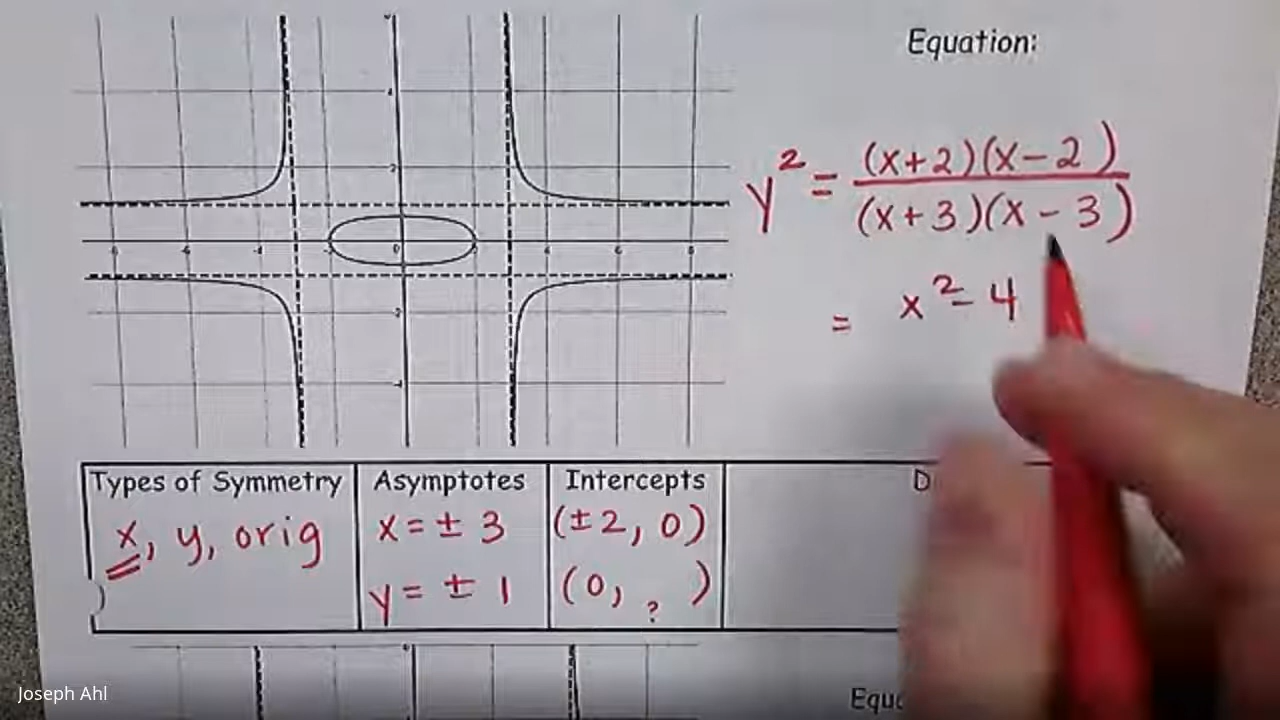 Equation:
y² = (x+2)(x-2)
(x+3)(x-3)
= x²-4
Types of Symmetry
Asymptotes
Intercepts
x, y, orig
x = ± 3
(±2, 0)
y = ± 1
(0, ? )
Joseph Ahl